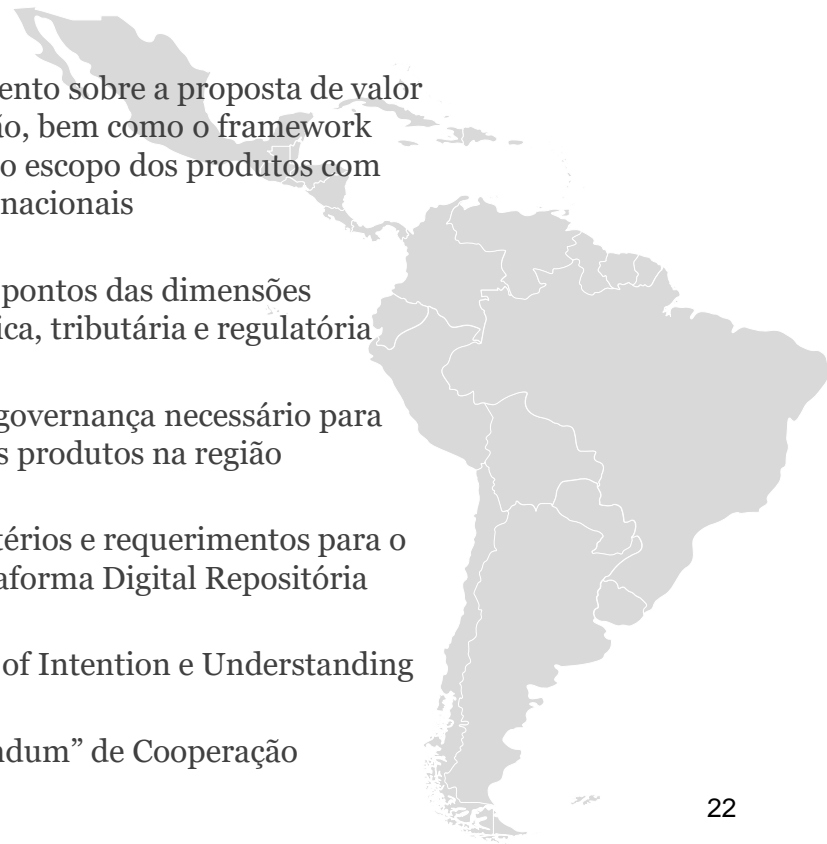 ento sobre a proposta de valor
ão, bem como o framework
o escopo dos produtos com
nacionais
pontos das dimensões
ica, tributária e regulatória
governança necessário para
s produtos na região
térios e requerimentos para o
aforma Digital Repositória
of Intention e Understanding
ndum” de Cooperação
22